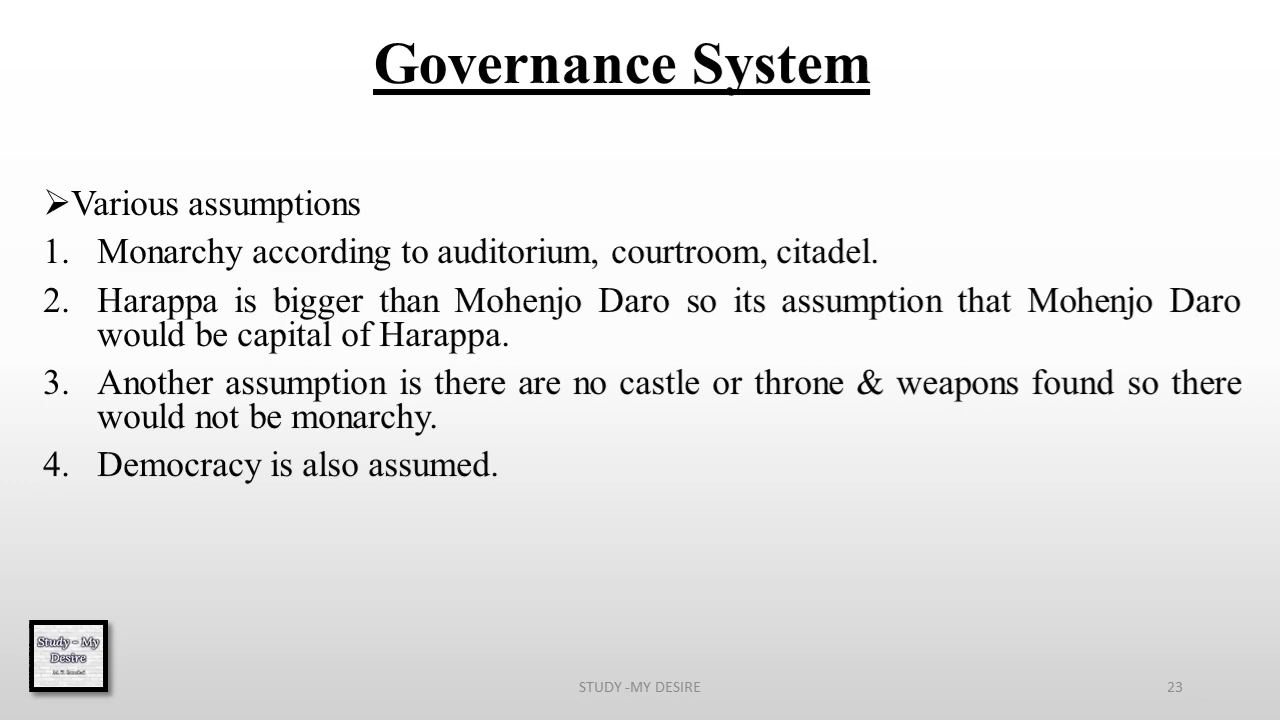 Governance System
➢Various assumptions
1. Monarchy according to auditorium, courtroom, citadel.
2. Harappa is bigger than Mohenjo Daro so its assumption that Mohenjo Daro
would be capital of Harappa.
3. Another assumption is there are no castle or throne & weapons found so there
would not be monarchy.
4. Democracy is also assumed.
Study - My
Desire
STUDY -MY DESIRE
23